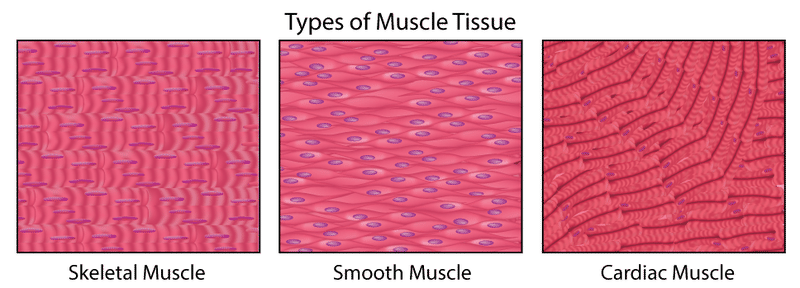 Types of Muscle Tissue
Skeletal Muscle
Smooth Muscle
Cardiac Muscle